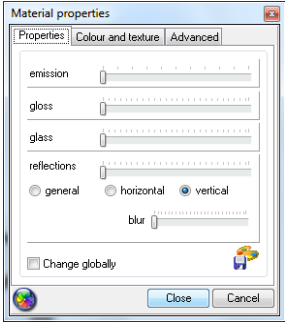 Material properties
Properties Colour and texture Advanced
emission
gloss
glass
reflections
general horizontal vertical
blur
Change globally
Close Cancel